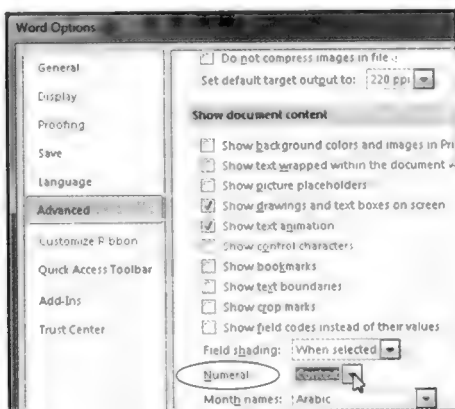 Word Options
General
Display
Proofing
Save
Language
Advanced
Customize Ribbon
Quick Access Toolbar
Add-Ins
Trust Center
Do not compress images in file
Set default target output to: 220 ppi
Show document content
Show background colors and images in Pri
Show text wrapped within the document
Show picture placeholders
Show drawings and text boxes on screen
Show text animation
Show control characters
Show bookmarks
Show text boundaries
Show crop marks
Show field codes instead of their values
Field shading: When selected
Numeral Context
Month names: Arabic